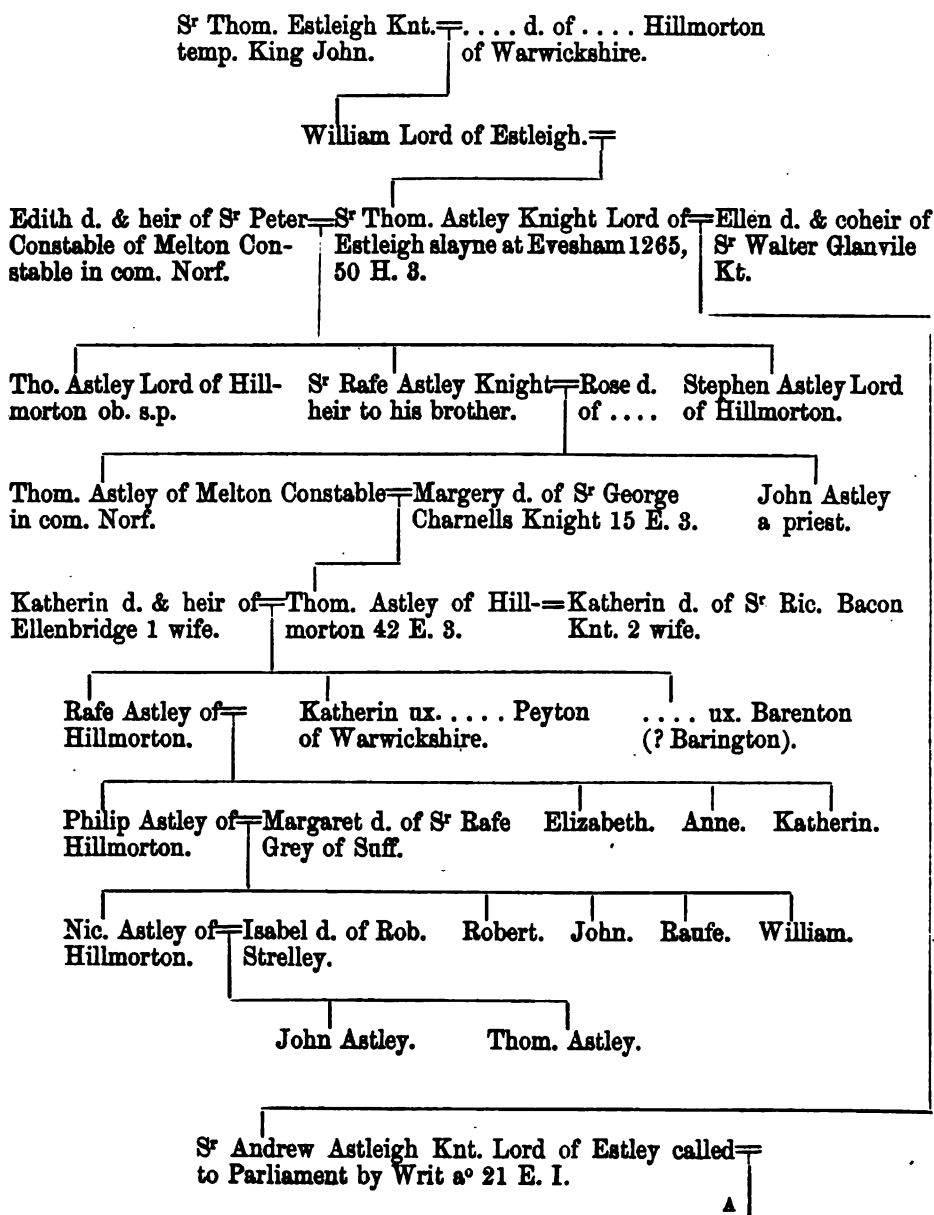 Sr Thom. Estleigh Knt.=. . . . d. of . . . . Hillmorton
temp. King John. of Warwickshire.
William Lord of Estleigh.=
Edith d. & heir of Sr Peter=Sr Thom. Astley Knight Lord of=Ellen d. & coheir of
Constable of Melton Con- Estleigh slayne at Evesham 1265, Sr Walter Glanvile
stable in com. Norf. 50 H. 3. Kt.
Tho. Astley Lord of Hill- Sr Rafe Astley Knight=Rose d. Stephen Astley Lord
morton ob. s.p. heir to his brother. of . . . . of Hillmorton.
Thom. Astley of Melton Constable=Margery d. of Sr George John Astley
in com. Norf. Charnells Knight 15 E. 3. a priest.
Katherin d. & heir of=Thom. Astley of Hill-=Katherin d. of Sr Ric. Bacon
Ellenbridge 1 wife. morton 42 E. 3. Knt. 2 wife.
Rafe Astley of= Katherin ux. . . . . Peyton . . . . ux. Barenton
Hillmorton. of Warwickshire. (? Barington).
Philip Astley of=Margaret d. of Sr Rafe Elizabeth. Anne. Katherin.
Hillmorton. Grey of Suff.
Nic. Astley of=Isabel d. of Rob. Robert. John. Raufe. William.
Hillmorton. Strelley.
John Astley. Thom. Astley.
Sr Andrew Astleigh Knt. Lord of Estley called=
to Parliament by Writ ao 21 E. I.
A